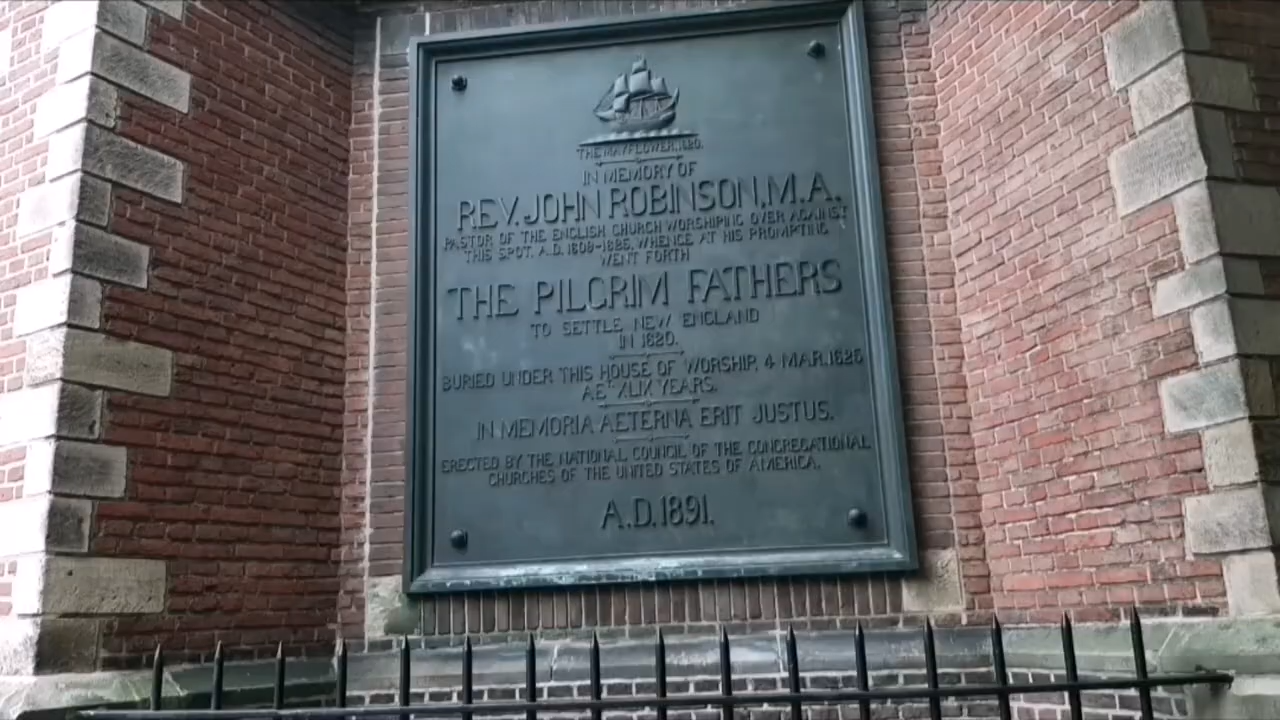 THE MAYFLOWER, 1620.
IN MEMORY OF
REV. JOHN ROBINSON, M.A.
PASTOR OF THE ENGLISH CHURCH WORSHIPING OVER AGAINST
THIS SPOT, A.D. 1609-1625, WHENCE AT HIS PROMPTING
WENT FORTH
THE PILGRIM FATHERS
TO SETTLE NEW ENGLAND
IN 1620.
BURIED UNDER THIS HOUSE OF WORSHIP, 4 MAR. 1625
AET XLIX YEARS.
IN MEMORIA AETERNA ERIT JUSTUS.
ERECTED BY THE NATIONAL COUNCIL OF THE CONGREGATIONAL
CHURCHES OF THE UNITED STATES OF AMERICA.
A.D. 1891.